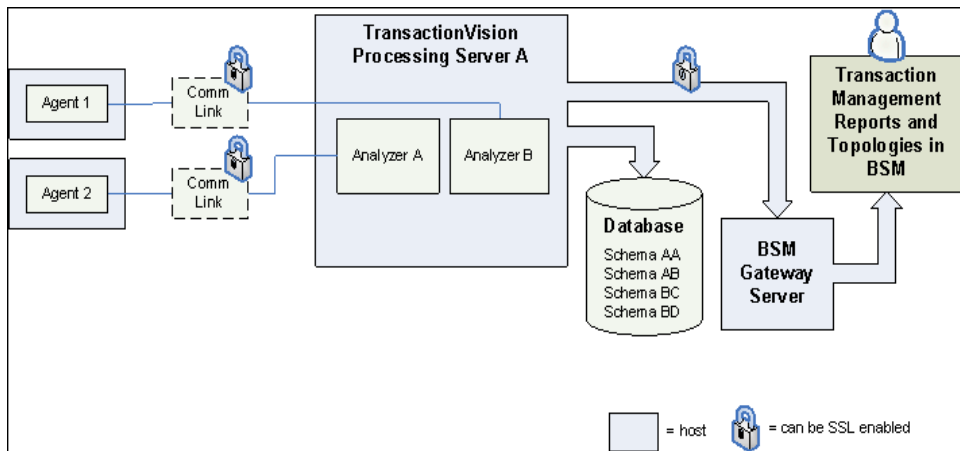 TransactionVision
Processing Server A
Agent 1
Comm
Link
Analyzer A
Analyzer B
Agent 2
Comm
Link
Database
Schema AA
Schema AB
Schema BC
Schema BD
BSM
Gateway
Server
Transaction
Management
Reports and
Topologies in
BSM
= host
= can be SSL enabled